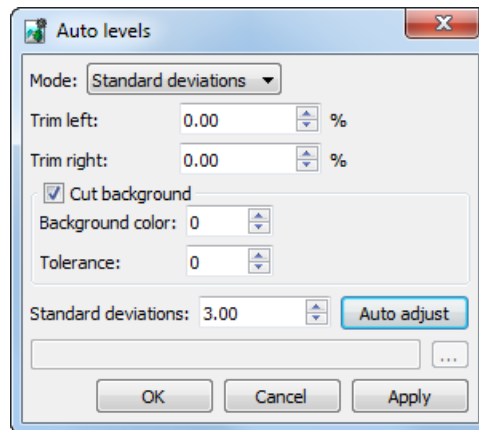 Auto levels
Mode: Standard deviations
Trim left: 0.00 %
Trim right: 0.00 %
Cut background
Background color: 0
Tolerance: 0
Standard deviations: 3.00 Auto adjust
...
OK Cancel Apply